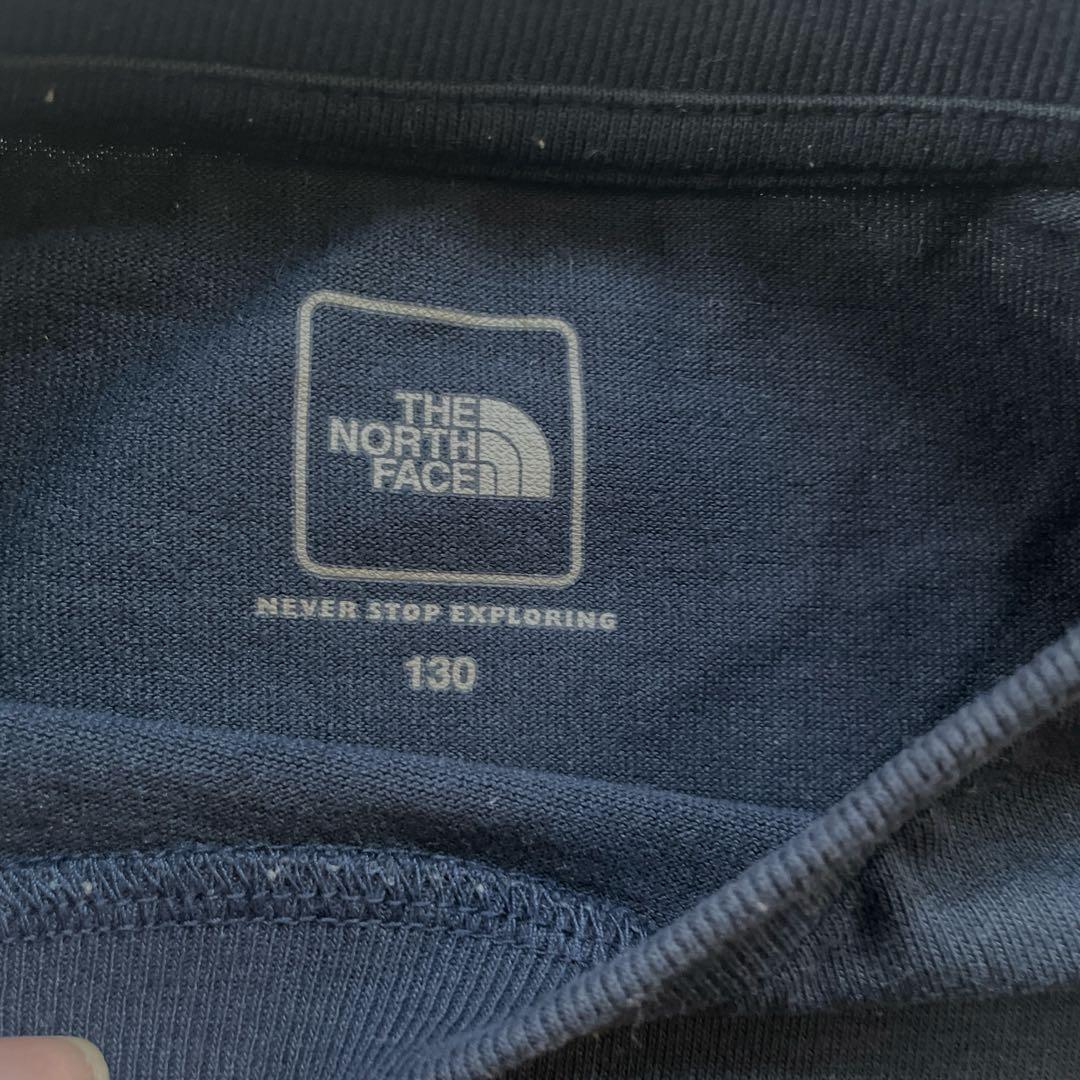 THE
NORTH
FACE
NEVER STOP EXPLORING
130